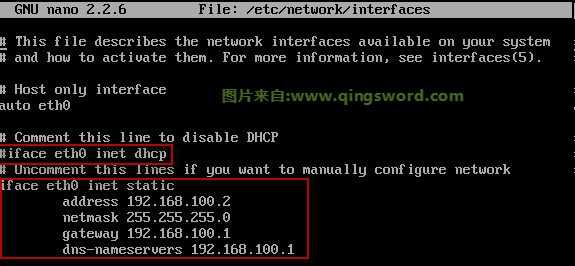 GNU nano 2.2.6 File: /etc/network/interfaces
# This file describes the network interfaces available on your system
# and how to activate them. For more information, see interfaces(5).
# Host only interface
auto eth0
图片来自:www.qingsword.com
# Comment this line to disable DHCP
#iface eth0 inet dhcp
# Uncomment this lines if you want to manually configure network
iface eth0 inet static
address 192.168.100.2
netmask 255.255.255.0
gateway 192.168.100.1
dns-nameservers 192.168.100.1